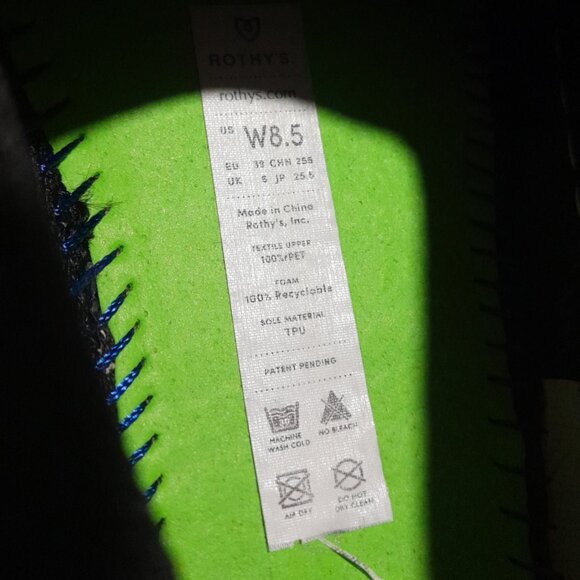 ROTHY'S
rothys.com
US W8.5
EU 39 CHN 255
UK 6 JP 25.5
Made in China
Rothy's, Inc.
TEXTILE UPPER
100% rPET
FOAM
100% Recyclable
SOLE MATERIAL
TPU
PATENT PENDING
MACHINE WASH COLD
NO BLEACH
AIR DRY
DO NOT DRY CLEAN